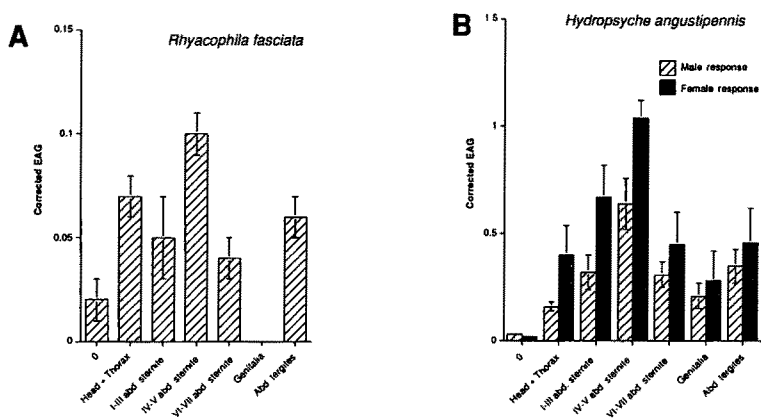 A
Rhyacophila fasciata
0.15
0.1
0.05
0
Corrected EAG
0
Head + Thorax
I-III abd sternite
IV-V abd sternite
VI-VII abd sternite
Genitalia
Abd tergites
B
Hydropsyche angustipennis
Male response
Female response
1.5
1
0.5
0
Corrected EAG
0
Head + Thorax
I-III abd. sternite
IV-V abd sternite
VI-VII abd sternite
Genitalia
Abd tergites